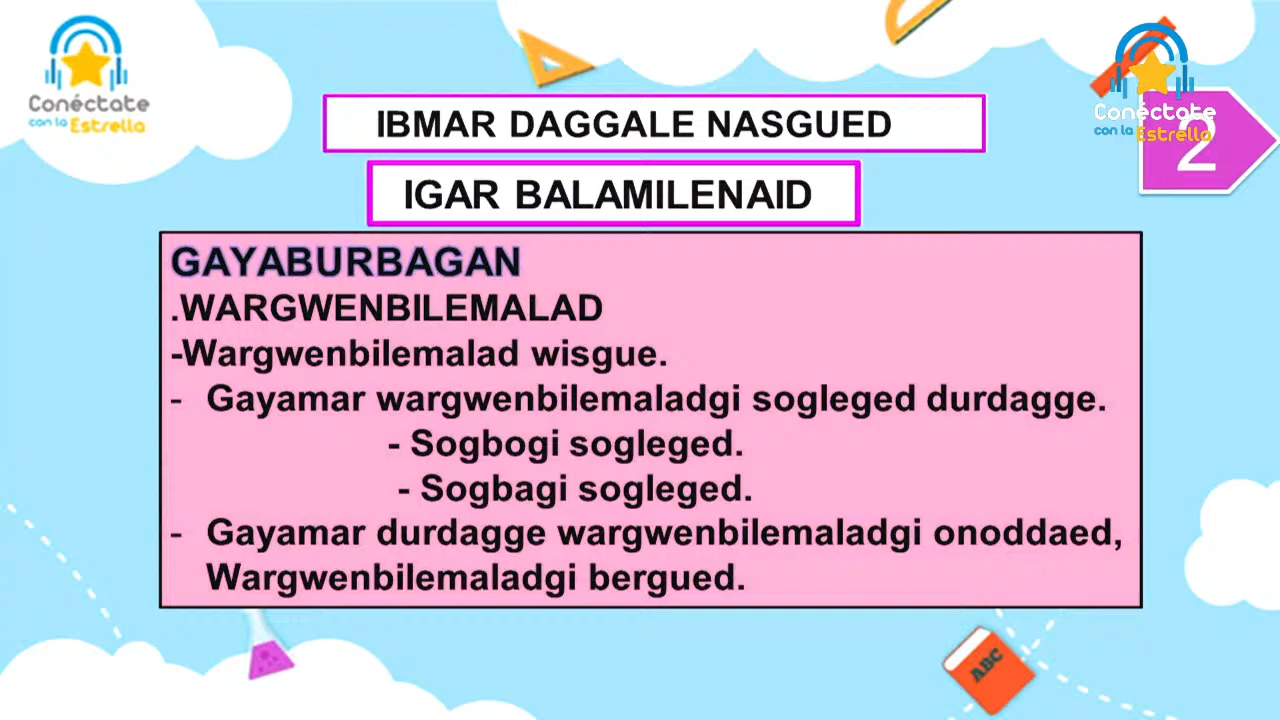 Conéctate
con la Estrella
Conéctate
con la Estrella
2
IBMAR DAGGALE NASGUED
IGAR BALAMILENAID
GAYABURBAGAN
.WARGWENBILEMALAD
-Wargwenbilemalad wisgue.
- Gayamar wargwenbilemaladgi sogleged durdagge.
- Sogbogi sogleged.
- Sogbagi sogleged.
- Gayamar durdagge wargwenbilemaladgi onoddaed,
Wargwenbilemaladgi bergued.
ABC